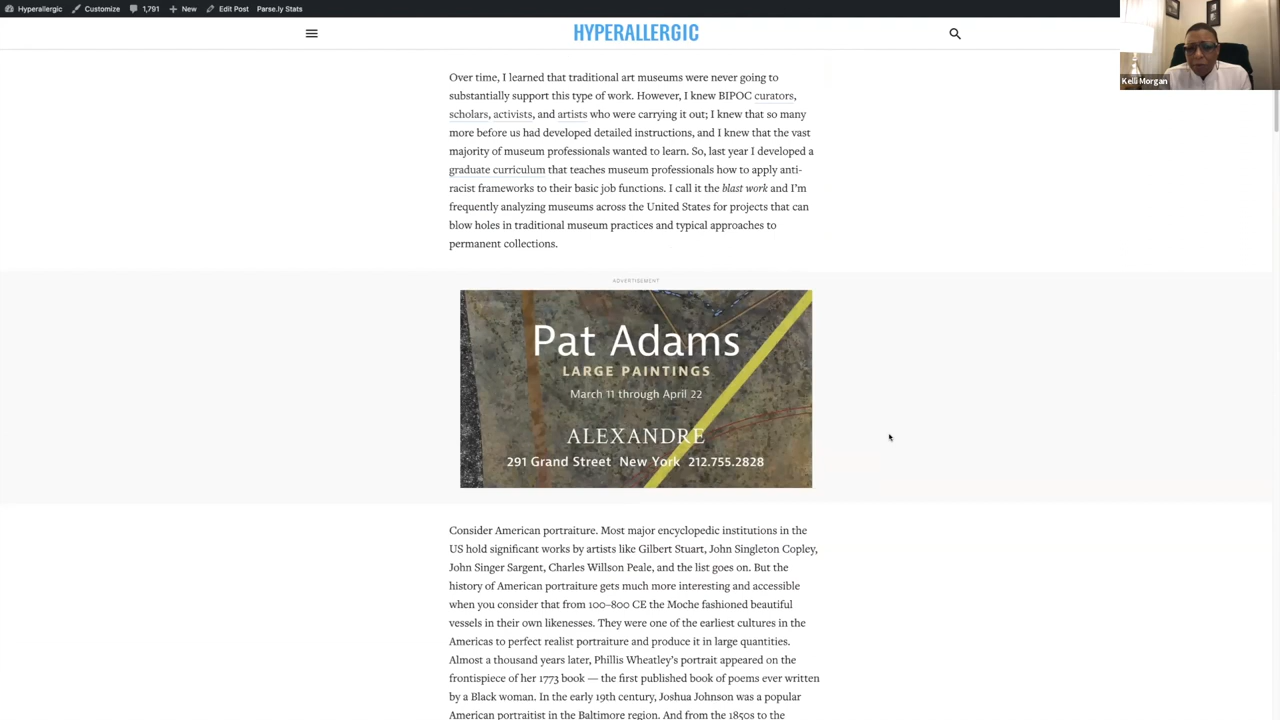 Hyperallergic Customize 1,791 New Edit Post Parse.ly Stats
HYPERALLERGIC
Kelli Morgan
Over time, I learned that traditional art museums were never going to
substantially support this type of work. However, I knew BIPOC curators,
scholars, activists, and artists who were carrying it out; I knew that so many
more before us had developed detailed instructions, and I knew that the vast
majority of museum professionals wanted to learn. So, last year I developed a
graduate curriculum that teaches museum professionals how to apply anti-
racist frameworks to their basic job functions. I call it the blast work and I’m
frequently analyzing museums across the United States for projects that can
blow holes in traditional museum practices and typical approaches to
permanent collections.
ADVERTISEMENT
Pat Adams
LARGE PAINTINGS
March 11 through April 22
ALEXANDRE
291 Grand Street New York 212.755.2828
Consider American portraiture. Most major encyclopedic institutions in the
US hold significant works by artists like Gilbert Stuart, John Singleton Copley,
John Singer Sargent, Charles Willson Peale, and the list goes on. But the
history of American portraiture gets much more interesting and accessible
when you consider that from 100–800 CE the Moche fashioned beautiful
vessels in their own likenesses. They were one of the earliest cultures in the
Americas to perfect realist portraiture and produce it in large quantities.
Almost a thousand years later, Phillis Wheatley’s portrait appeared on the
frontispiece of her 1773 book — the first published book of poems ever written
by a Black woman. In the early 19th century, Joshua Johnson was a popular
American portraitist in the Baltimore region. And from the 1850s to the